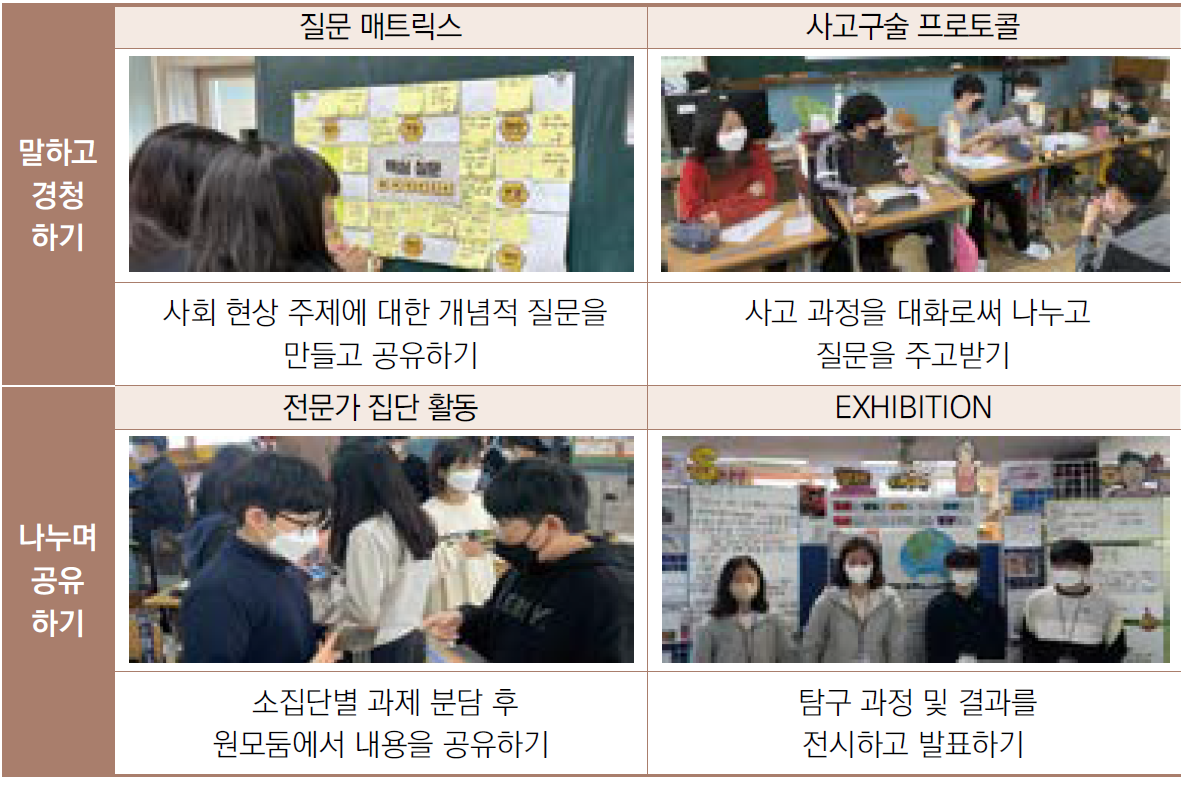 말하고
경청
하기
질문 매트릭스
사고구술 프로토콜
핵심 질문
사회 현상 주제에 대한 개념적 질문을
만들고 공유하기
사고 과정을 대화로써 나누고
질문을 주고받기
나누며
공유
하기
전문가 집단 활동
EXHIBITION
소집단별 과제 분담 후
원모둠에서 내용을 공유하기
탐구 과정 및 결과를
전시하고 발표하기